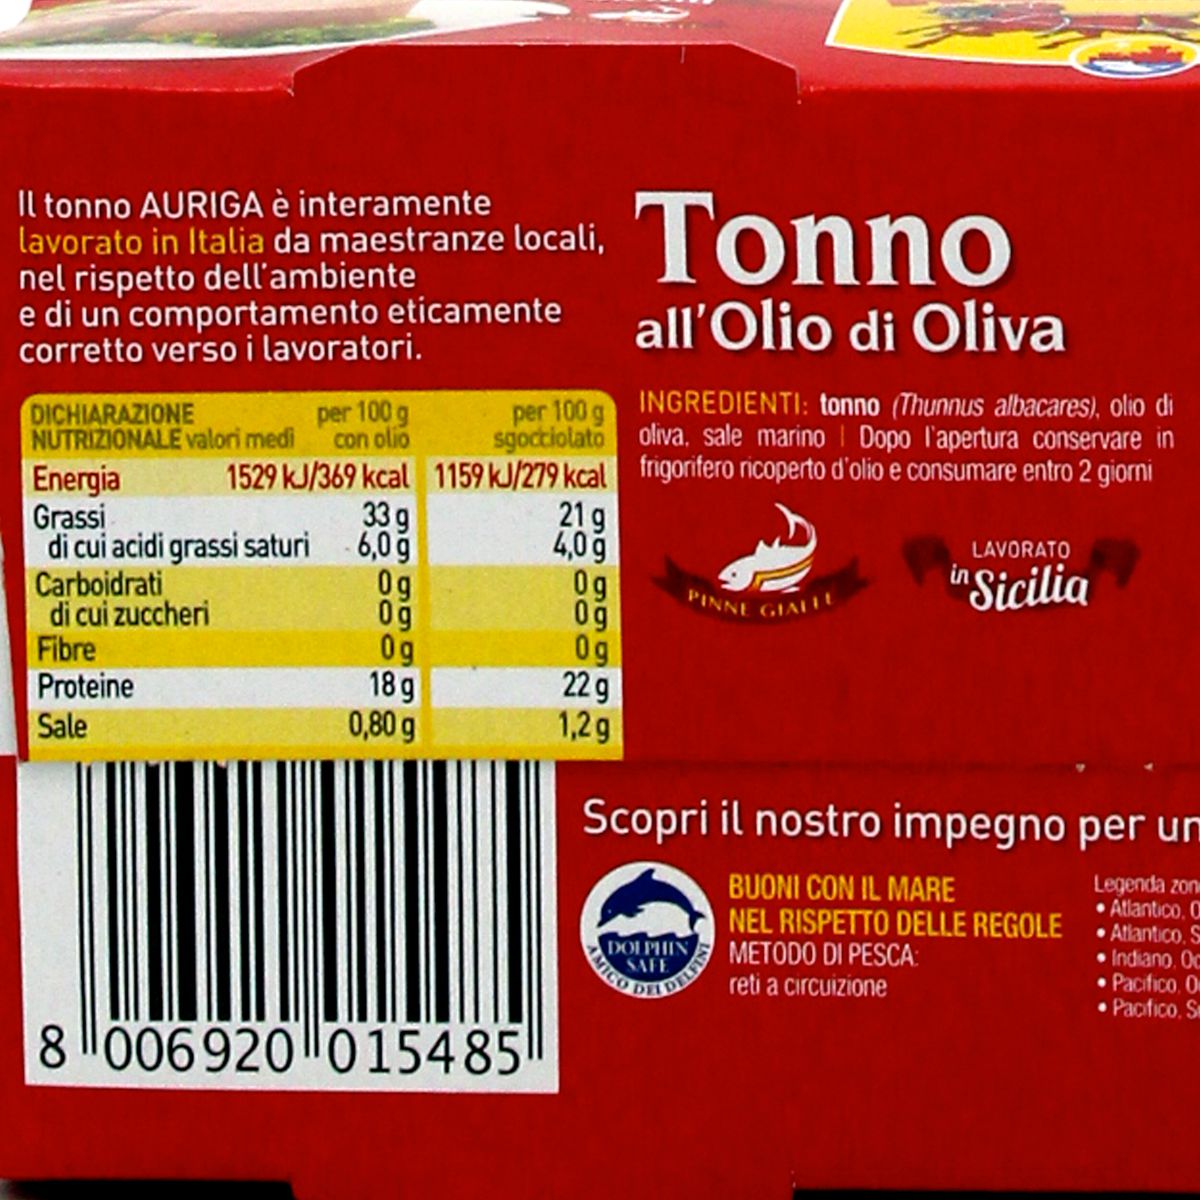 Il tonno AURIGA è interamente
lavorato in Italia da maestranze locali,
nel rispetto dell'ambiente
e di un comportamento eticamente
corretto verso i lavoratori.
DICHIARAZIONE per 100 g per 100 g
NUTRIZIONALE valori medi con olio sgocciolato
Energia 1529 kJ/369 kcal 1159 kJ/279 kcal
Grassi 33 g 21 g
di cui acidi grassi saturi 6,0 g 4,0 g
Carboidrati 0 g 0 g
di cui zuccheri 0 g 0 g
Fibre 0 g 0 g
Proteine 18 g 22 g
Sale 0,80 g 1,2 g
8 006920 015485
Tonno
all'Olio di Oliva
INGREDIENTI: tonno (Thunnus albacares), olio di
oliva, sale marino | Dopo l'apertura conservare in
frigorifero ricoperto d'olio e consumare entro 2 giorni
PINNE GIALLE
LAVORATO
in Sicilia
Scopri il nostro impegno per un
DOLPHIN
SAFE
AMICO DEI DELFINI
BUONI CON IL MARE
NEL RISPETTO DELLE REGOLE
METODO DI PESCA:
reti a circuizione
Legenda zon
• Atlantico, O
• Atlantico, S
• Indiano, Oc
• Pacifico, O
• Pacifico, S